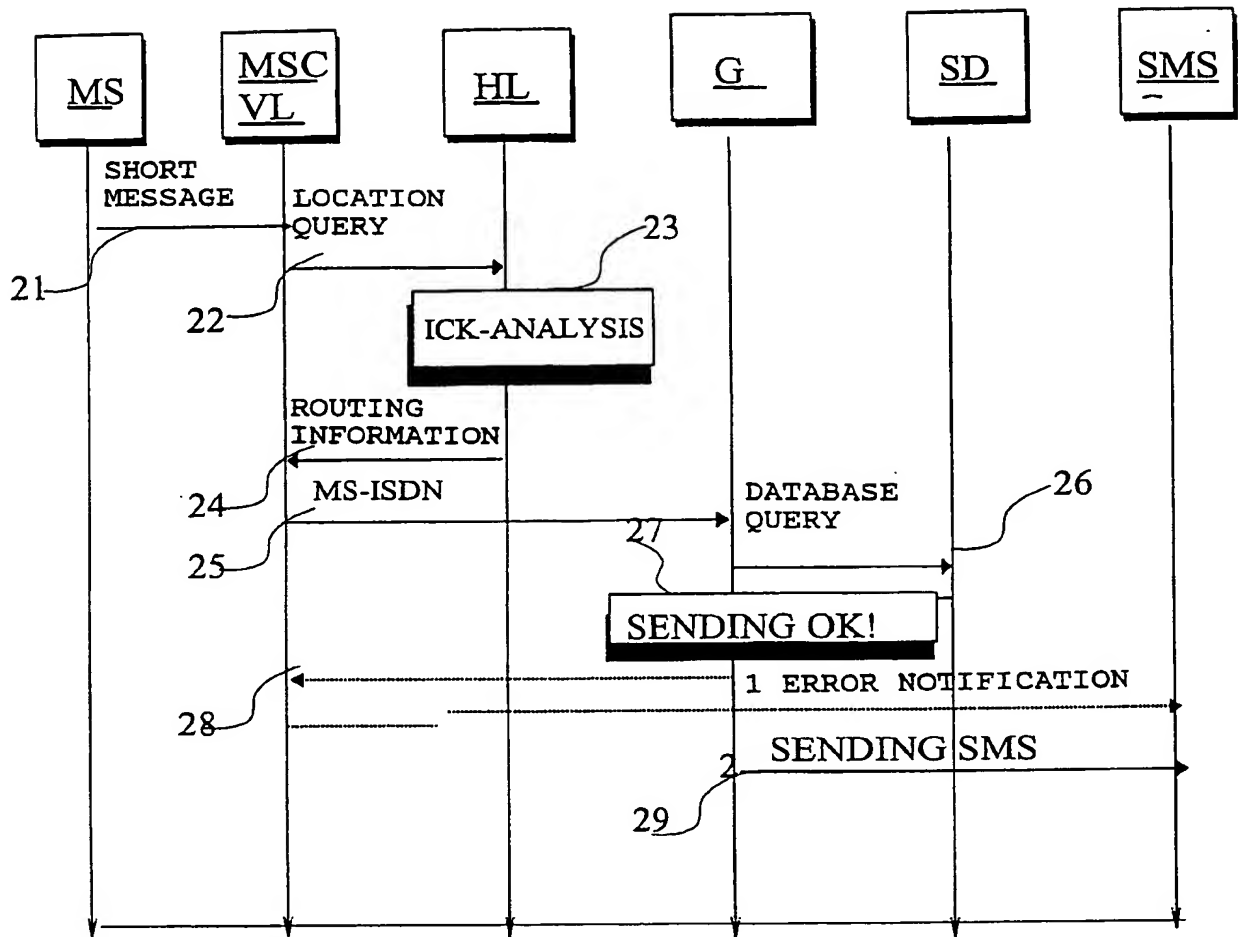 MS
MSC
VL
HL
G
SD
SMS
SHORT
MESSAGE
LOCATION
QUERY
21
22
23
ICK-ANALYSIS
ROUTING
INFORMATION
24
MS-ISDN
25
DATABASE
QUERY
26
27
SENDING OK!
28
1 ERROR NOTIFICATION
2 SENDING SMS
29